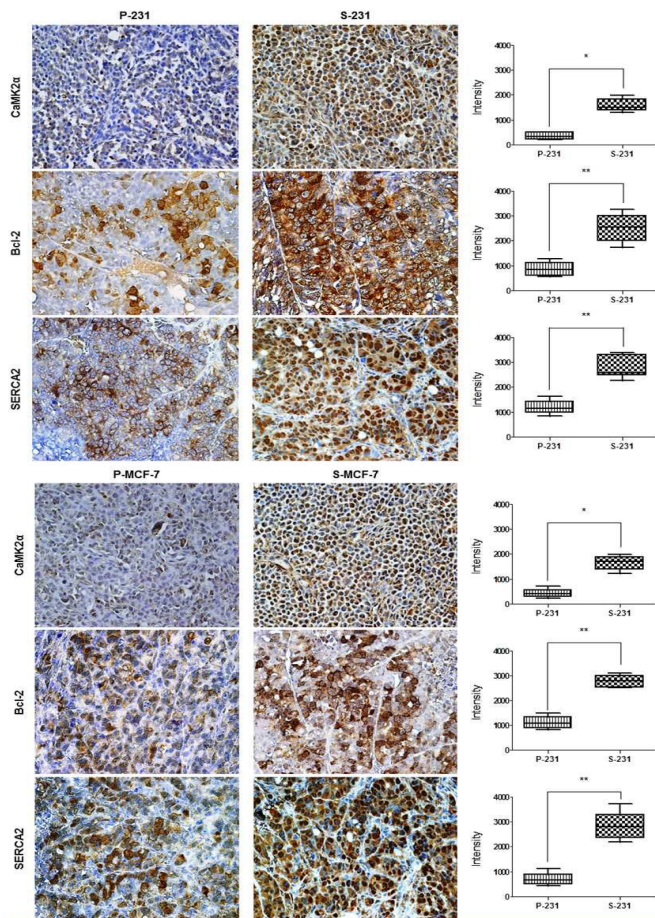 P-231 S-231
CaMK2α
Intensity
4000
3000
2000
1000
0
*
P-231 S-231
Bcl-2
Intensity
4000
3000
2000
1000
0
**
P-231 S-231
SERCA2
Intensity
4000
3000
2000
1000
0
**
P-231 S-231
P-MCF-7 S-MCF-7
CaMK2α
Intensity
4000
3000
2000
1000
0
*
P-231 S-231
Bcl-2
Intensity
4000
3000
2000
1000
0
**
P-231 S-231
SERCA2
Intensity
4000
3000
2000
1000
0
**
P-231 S-231